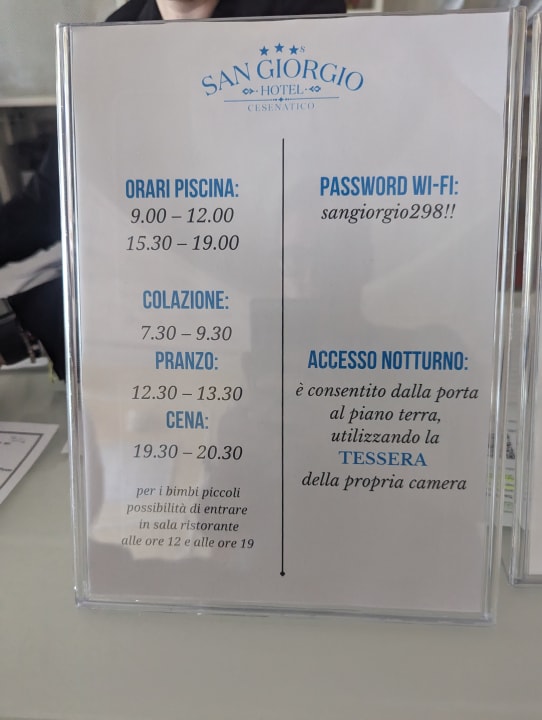 S
SAN GIORGIO
HOTEL
CESENATICO
ORARI PISCINA:
9.00 – 12.00
15.30 – 19.00
COLAZIONE:
7.30 – 9.30
PRANZO:
12.30 – 13.30
CENA:
19.30 – 20.30
per i bimbi piccoli
possibilità di entrare
in sala ristorante
alle ore 12 e alle ore 19
PASSWORD WI-FI:
sangiorgio298!!
ACCESSO NOTTURNO:
è consentito dalla porta
al piano terra,
utilizzando la
TESSERA
della propria camera